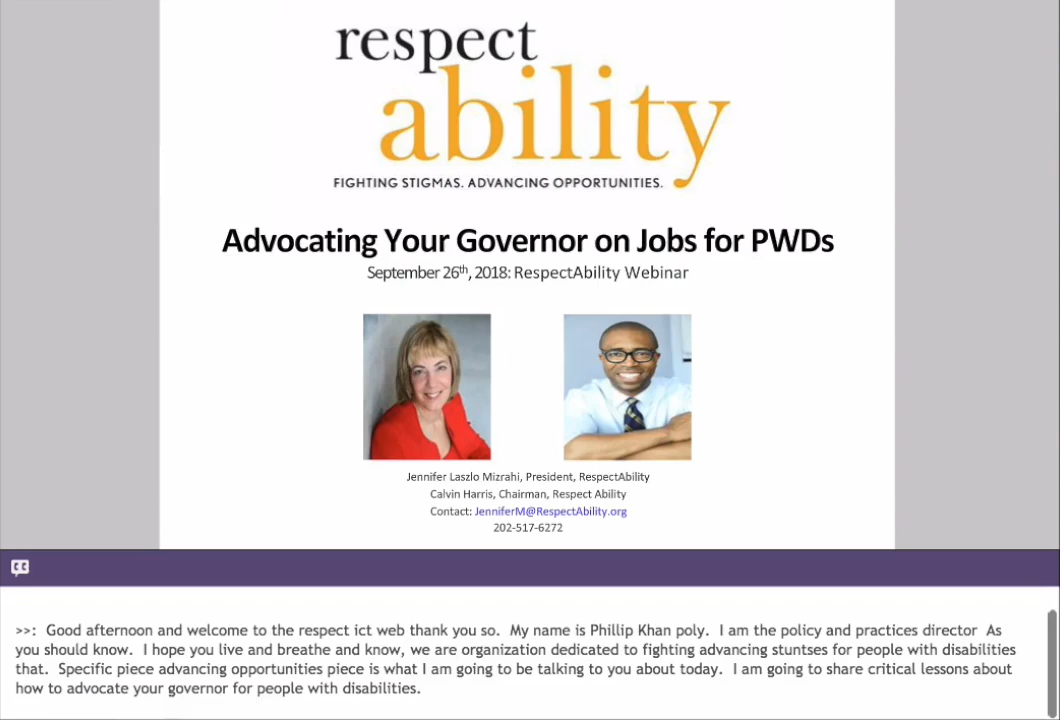 respect
ability
FIGHTING STIGMAS. ADVANCING OPPORTUNITIES.
Advocating Your Governor on Jobs for PWDs
September 26th, 2018: RespectAbility Webinar
Jennifer Laszlo Mizrahi, President, RespectAbility
Calvin Harris, Chairman, Respect Ability
Contact: JenniferM@RespectAbility.org
202-517-6272
>>:  Good afternoon and welcome to the respect ict web thank you so.  My name is Phillip Khan poly.  I am the policy and practices director  As
you should know.  I hope you live and breathe and know, we are organization dedicated to fighting advancing stuntses for people with disabilities
that.  Specific piece advancing opportunities piece is what I am going to be talking to you about today.  I am going to share critical lessons about
how to advocate your governor for people with disabilities.